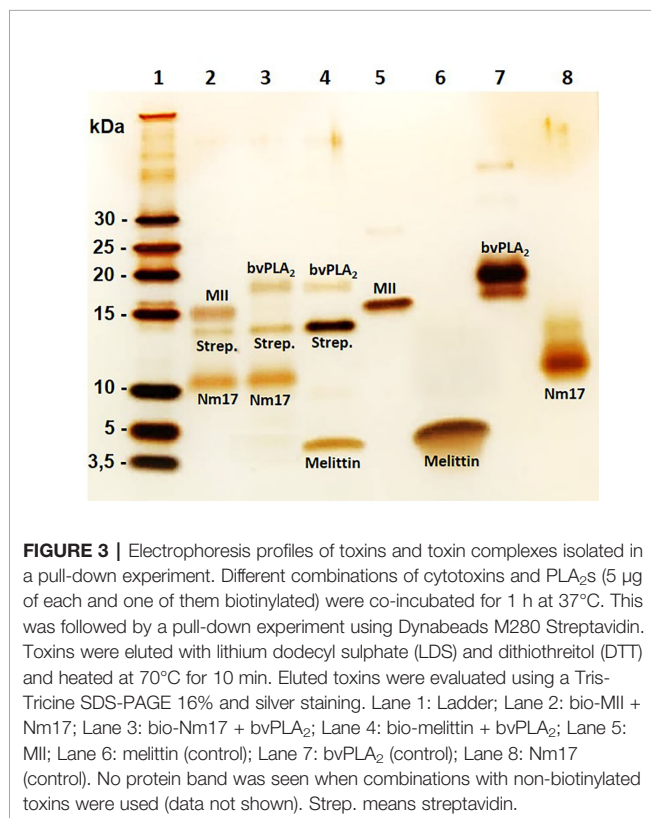 1 2 3 4 5 6 7 8
kDa
30 -
25 -
20 -
15 -
10 -
5 -
3,5 -
MII
Strep.
Nm17
bvPLA₂
Strep.
Nm17
bvPLA₂
Strep.
Melittin
MII
Melittin
bvPLA₂
Nm17
FIGURE 3 | Electrophoresis profiles of toxins and toxin complexes isolated in
a pull-down experiment. Different combinations of cytotoxins and PLA₂s (5 µg
of each and one of them biotinylated) were co-incubated for 1 h at 37°C. This
was followed by a pull-down experiment using Dynabeads M280 Streptavidin.
Toxins were eluted with lithium dodecyl sulphate (LDS) and dithiothreitol (DTT)
and heated at 70°C for 10 min. Eluted toxins were evaluated using a Tris-
Tricine SDS-PAGE 16% and silver staining. Lane 1: Ladder; Lane 2: bio-MII +
Nm17; Lane 3: bio-Nm17 + bvPLA₂; Lane 4: bio-melittin + bvPLA₂; Lane 5:
MII; Lane 6: melittin (control); Lane 7: bvPLA₂ (control); Lane 8: Nm17
(control). No protein band was seen when combinations with non-biotinylated
toxins were used (data not shown). Strep. means streptavidin.